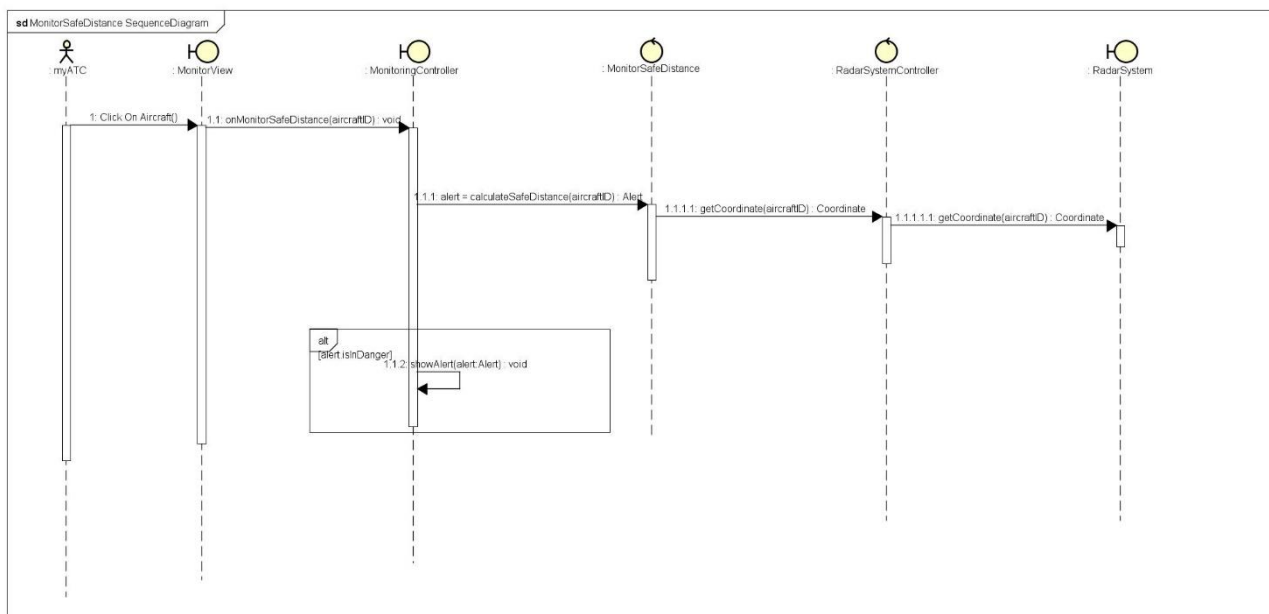 sd MonitorSafeDistance SequenceDiagram
: myATC
: MonitorView
: MonitoringController
: MonitorSafeDistance
: RadarSystemController
: RadarSystem
1: Click On Aircraft()
1.1: onMonitorSafeDistance(aircraftID) : void
1.1.1: alert = calculateSafeDistance(aircraftID) : Alert
1.1.1.1: getCoordinate(aircraftID) : Coordinate
1.1.1.1.1: getCoordinate(aircraftID) : Coordinate
alt
[alert.isInDanger]
1.1.2: showAlert(alert:Alert) : void